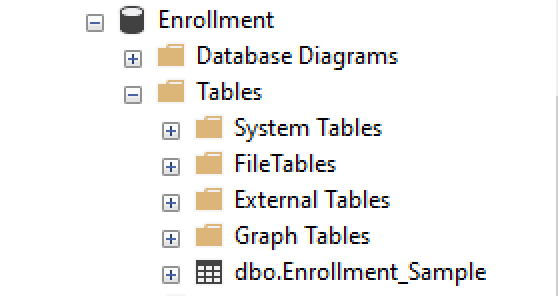 Enrollment
Database Diagrams
Tables
System Tables
FileTables
External Tables
Graph Tables
dbo.Enrollment_Sample